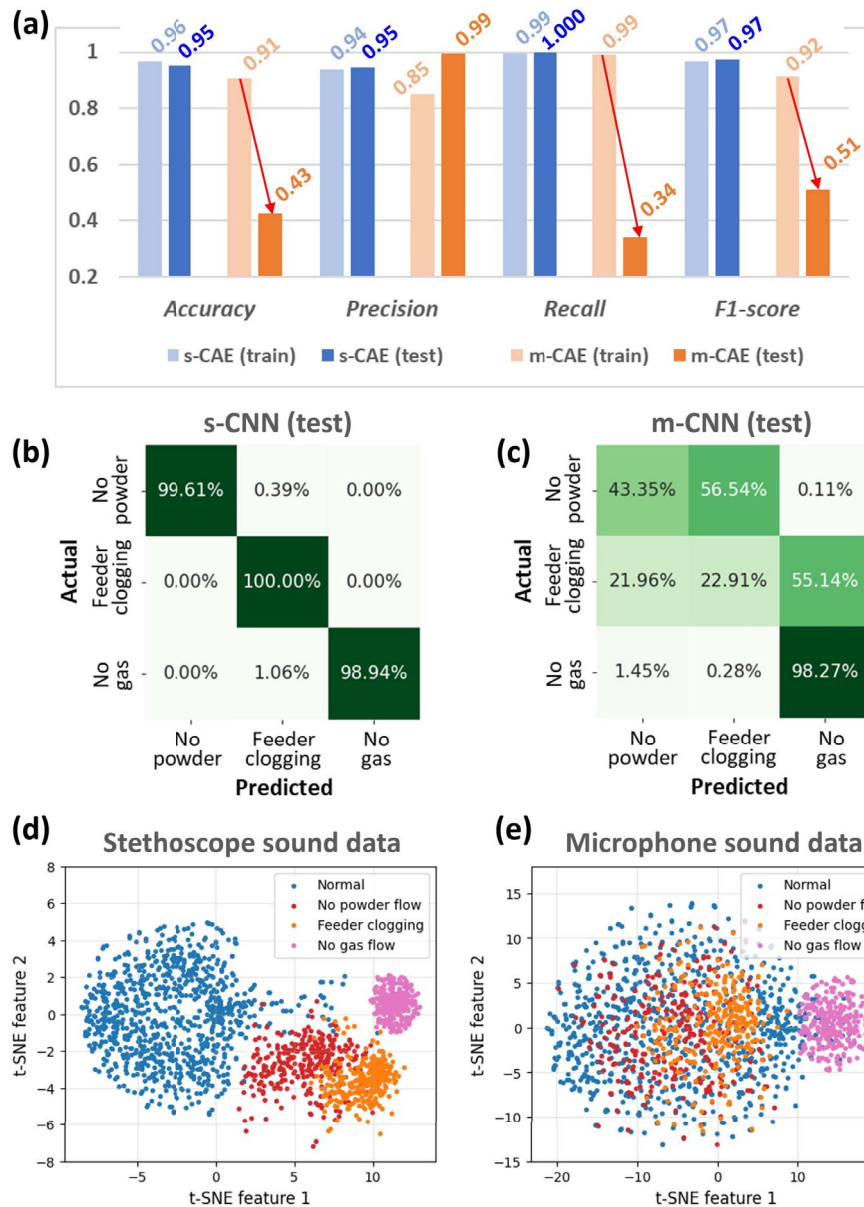 (a)
0.96
0.95
0.91
0.43
0.94
0.95
0.85
0.99
0.99
1.000
0.99
0.34
0.97
0.97
0.92
0.51
1
0.8
0.6
0.4
0.2
Accuracy Precision Recall F1-score
s-CAE (train) s-CAE (test) m-CAE (train) m-CAE (test)
(b)
s-CNN (test)
Actual
No powder
Feeder clogging
No gas
99.61% 0.39% 0.00%
0.00% 100.00% 0.00%
0.00% 1.06% 98.94%
No powder
Feeder clogging
No gas
Predicted
(c)
m-CNN (test)
Actual
No powder
Feeder clogging
No gas
43.35% 56.54% 0.11%
21.96% 22.91% 55.14%
1.45% 0.28% 98.27%
No powder
Feeder clogging
No gas
Predicted
(d)
Stethoscope sound data
t-SNE feature 2
8
6
4
2
0
−2
−4
−6
−8
Normal
No powder flow
Feeder clogging
No gas flow
−5 0 5 10
t-SNE feature 1
(e)
Microphone sound data
t-SNE feature 2
15
10
5
0
−5
−10
−15
Normal
No powder f
Feeder clogg
No gas flow
−20 −10 0 10
t-SNE feature 1